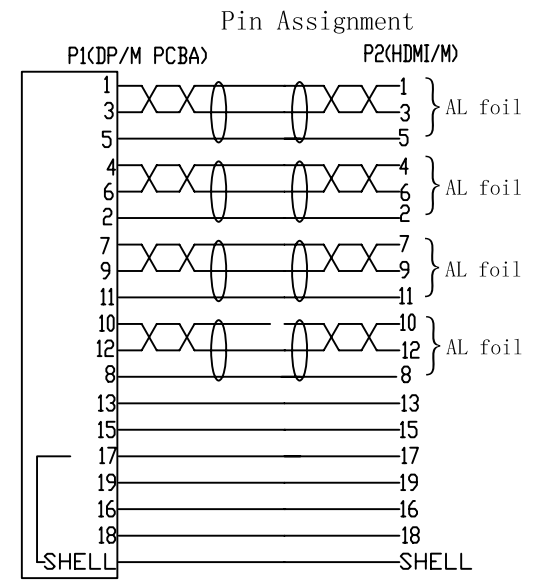 Pin Assignment
P1(DP/M PCBA) P2(HDMI/M)
1 1
3 3
AL foil
5 5
4 4
6 6
AL foil
2 2
7 7
9 9
AL foil
11 11
10 10
12 12
AL foil
8 8
13 13
15 15
17 17
19 19
16 16
18 18
SHELL SHELL